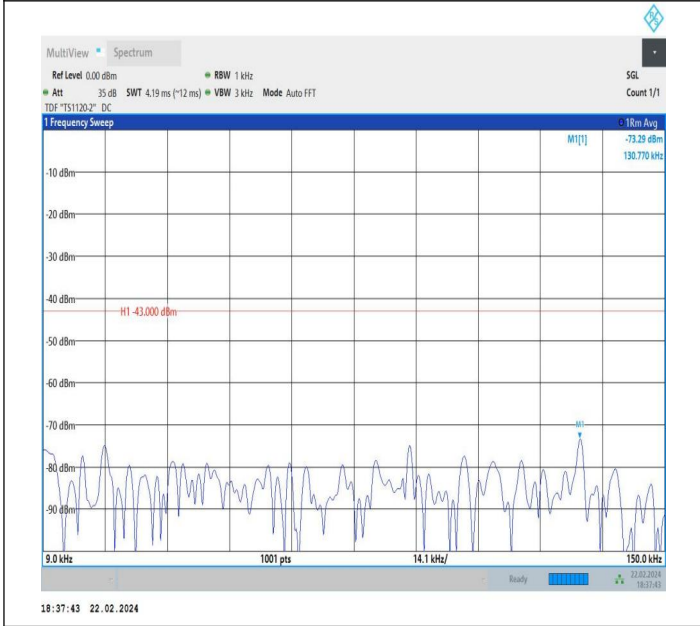 MultiView Spectrum
Ref Level 0.00 dBm RBW 1 kHz SGL
Att 35 dB SWT 4.19 ms (~12 ms) VBW 3 kHz Mode Auto FFT Count 1/1
TDF "TS1120-2" DC
1 Frequency Sweep 1Rm Avg
M1[1] -73.29 dBm
130.770 kHz
-10 dBm
-20 dBm
-30 dBm
-40 dBm
H1 -43.000 dBm
-50 dBm
-60 dBm
-70 dBm
M1
-80 dBm
-90 dBm
9.0 kHz 1001 pts 14.1 kHz/ 150.0 kHz
Ready 22.02.2024
18:37:43
18:37:43 22.02.2024